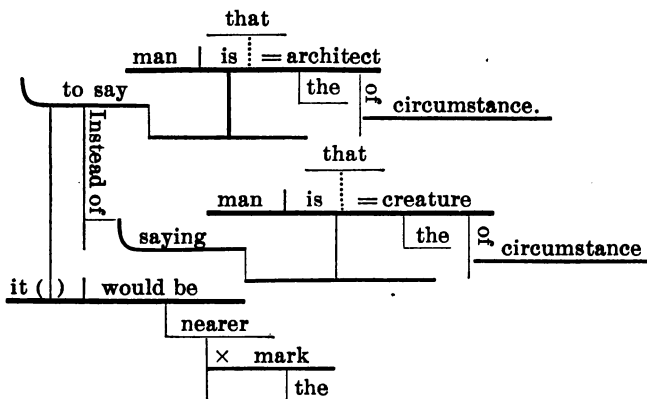 that
man is = architect
to say the of circumstance.
Instead of
that
man is = creature
saying the of circumstance
it ( ) would be
nearer
× mark
the